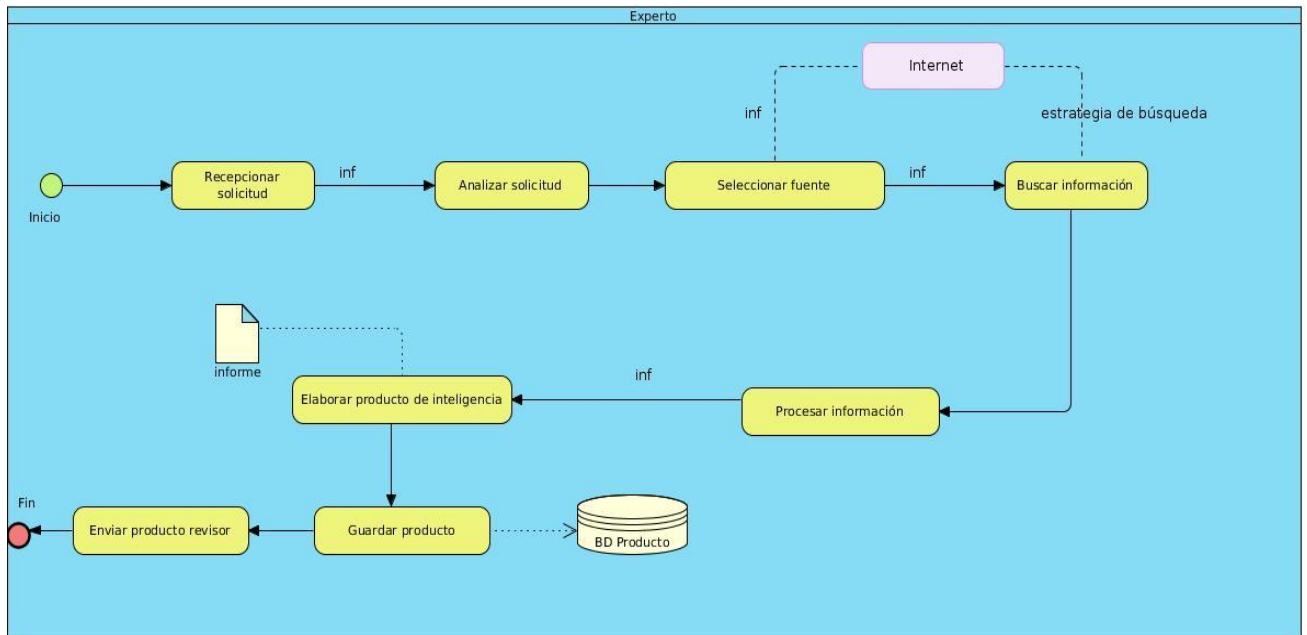 Experto
Internet
inf
estrategia de búsqueda
Recepcionar
solicitud
inf
Analizar solicitud
Seleccionar fuente
inf
Buscar información
Inicio
informe
Elaborar producto de inteligencia
inf
Procesar información
Fin
Enviar producto revisor
Guardar producto
BD Producto